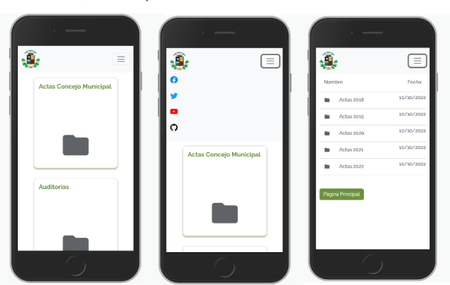 Actas Concejo Municipal
Auditorias
Actas Concejo Municipal
Nombre Fecha
Actas 2018 10/10/2022
Actas 2019 10/10/2022
Actas 2020 10/10/2022
Actas 2021 10/10/2022
Actas 2022 10/10/2022
Pagina Principal